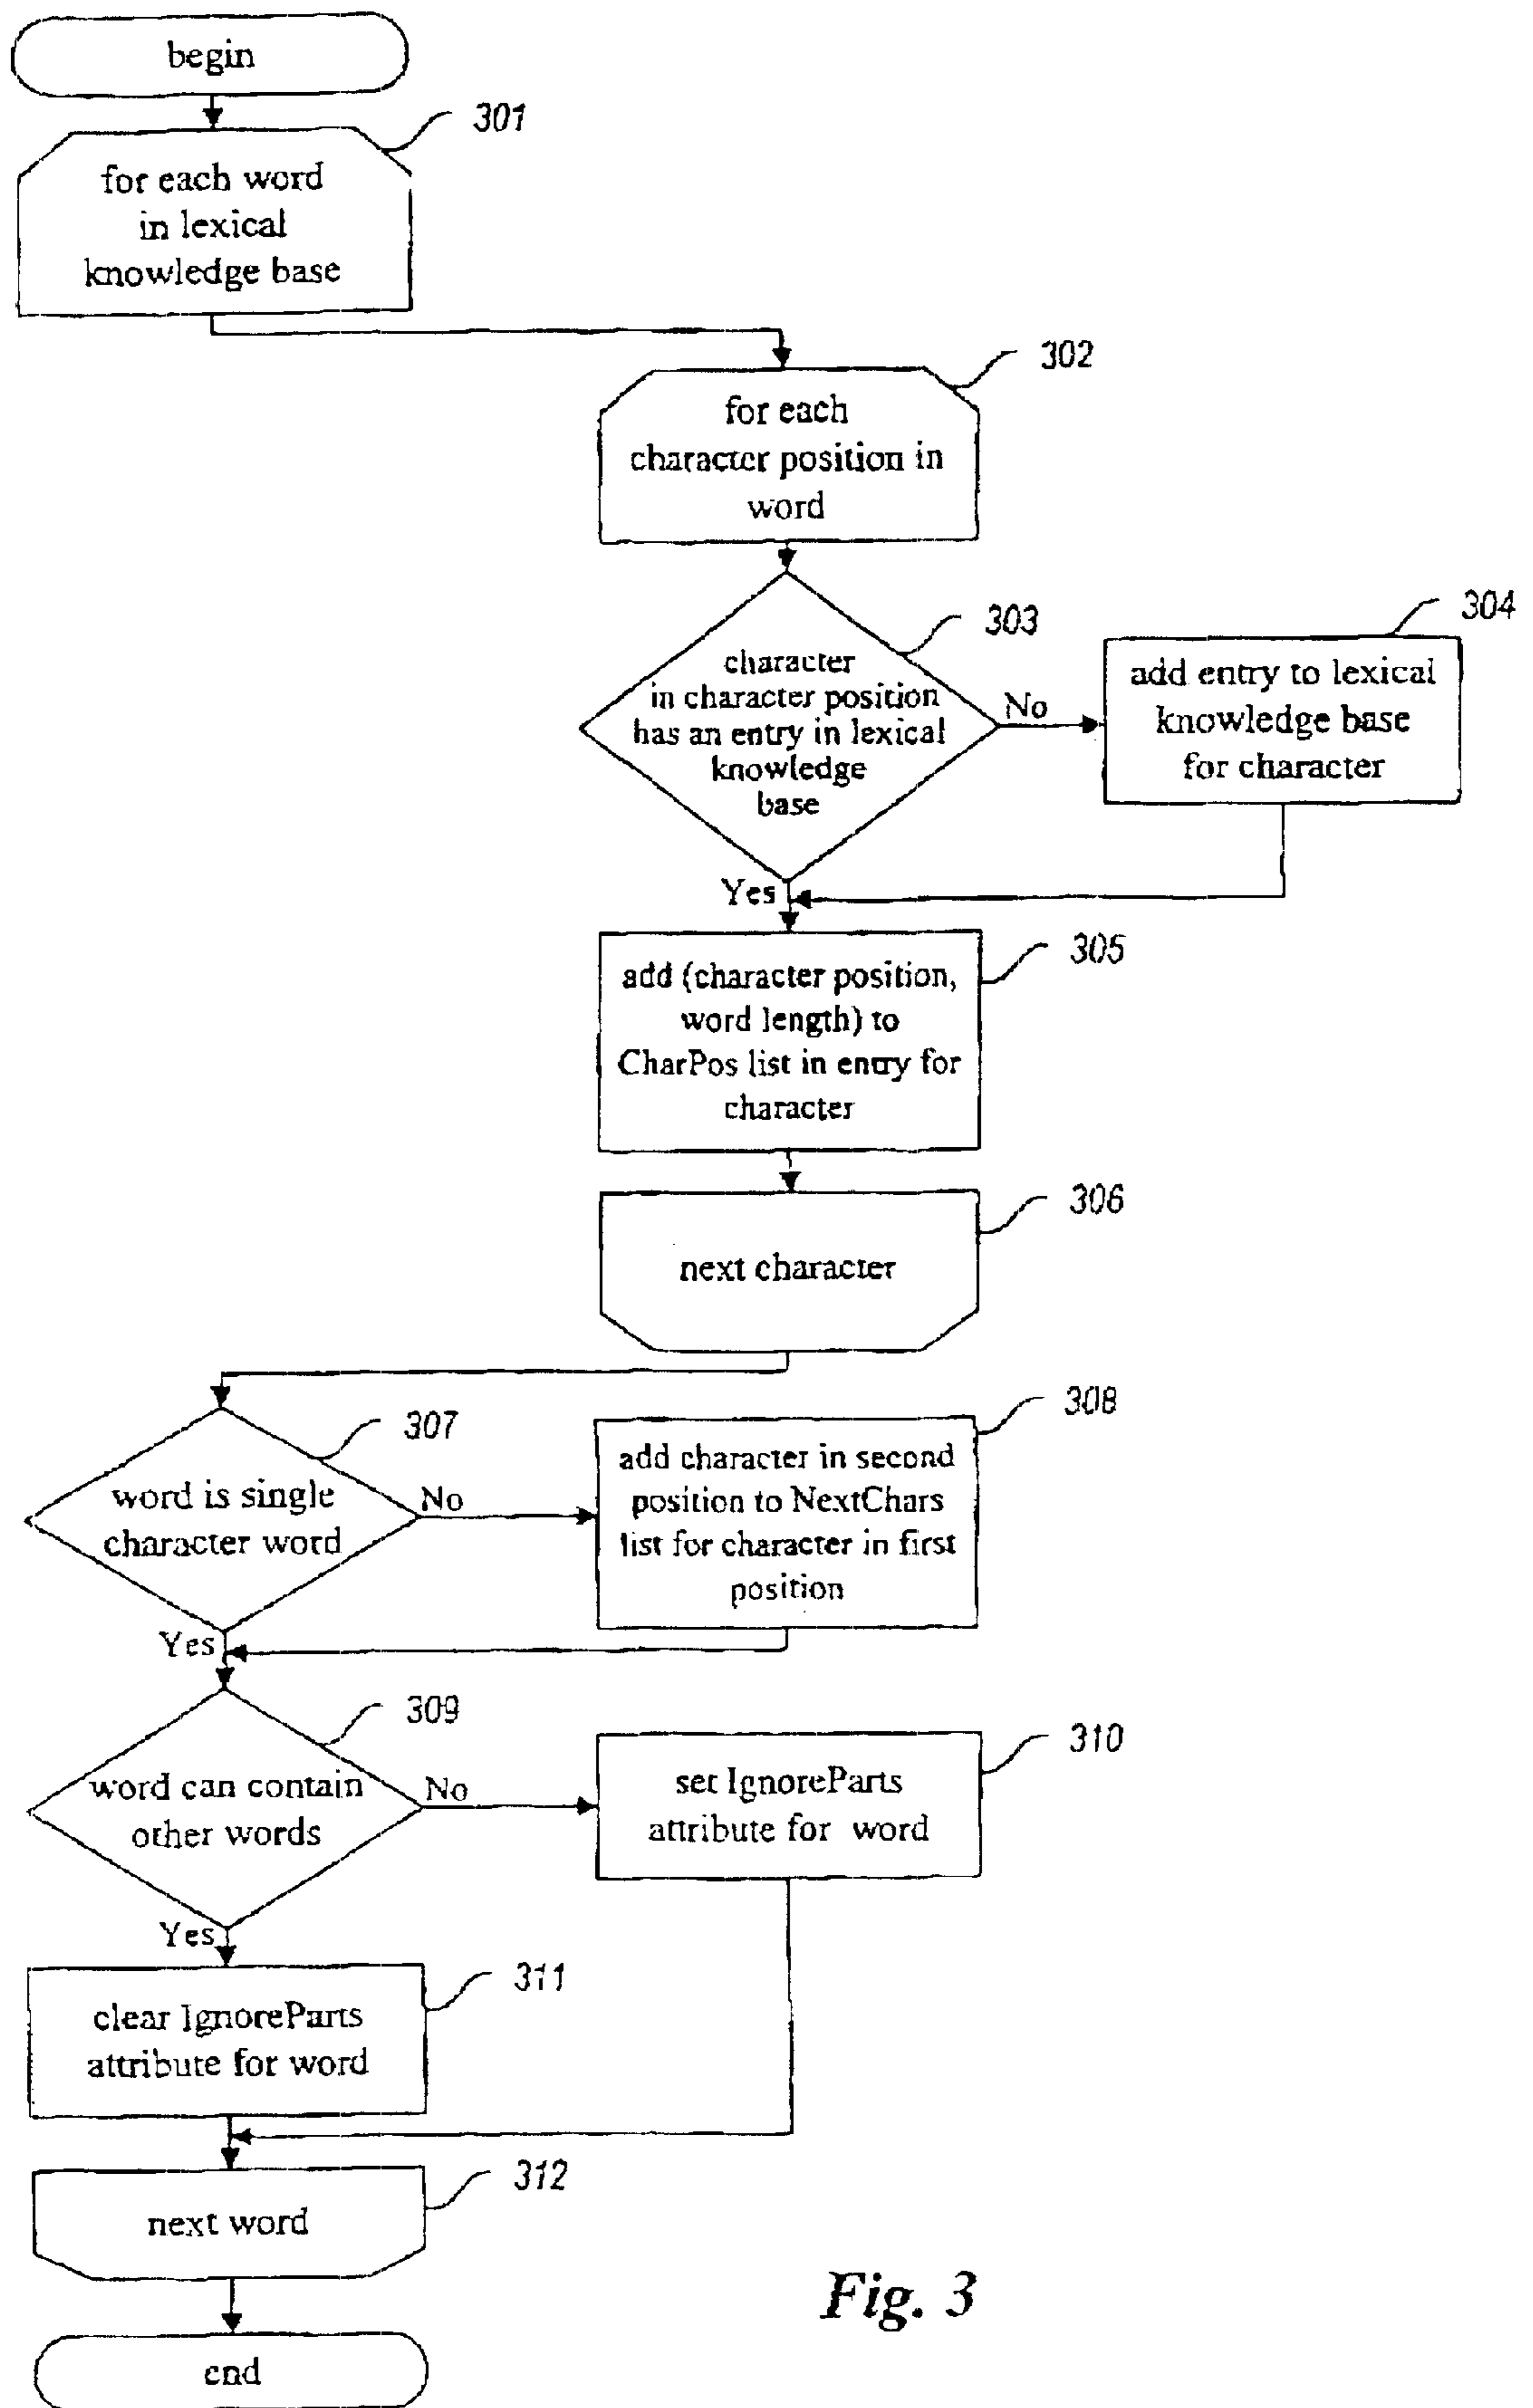 begin
301
for each word
in lexical
knowledge base
302
for each
character position in
word
303
character
in character position
has an entry in lexical
knowledge
base
No
304
add entry to lexical
knowledge base
for character
Yes
305
add (character position,
word length) to
CharPos list in entry for
character
306
next character
307
word is single
character word
No
308
add character in second
position to NextChars
list for character in first
position
Yes
309
word can contain
other words
No
310
set IgnoreParts
attribute for word
Yes
311
clear IgnoreParts
attribute for word
312
next word
end
Fig. 3